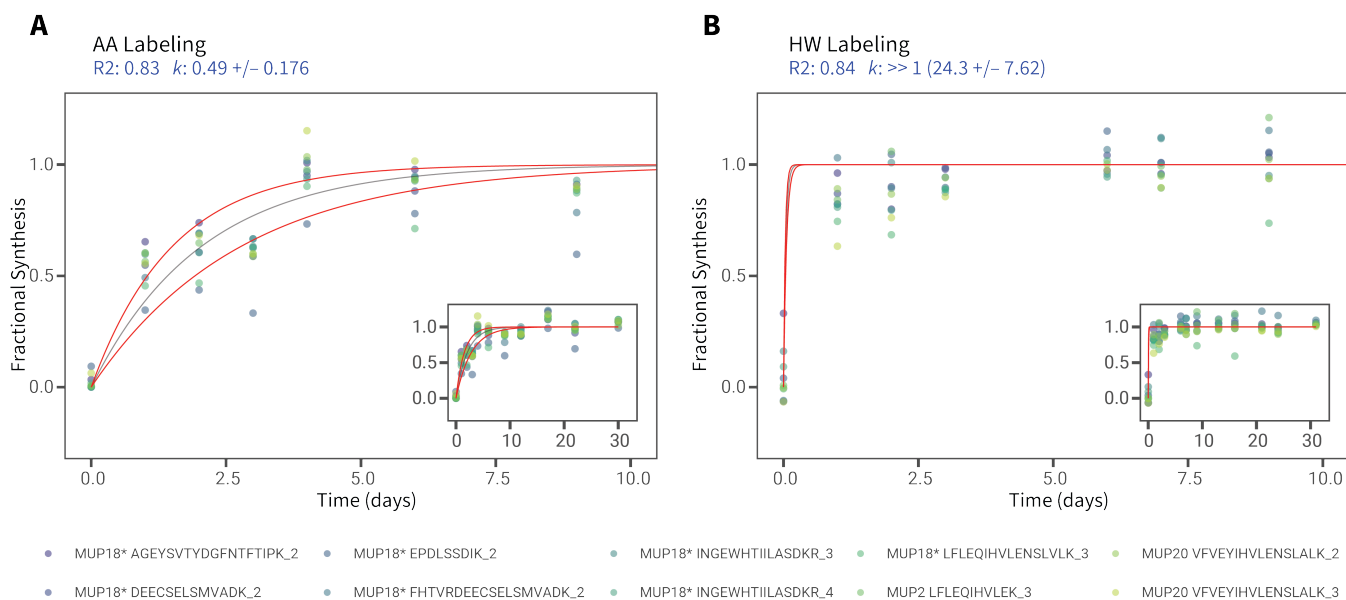 A
AA Labeling
R2: 0.83 k: 0.49 +/– 0.176
Fractional Synthesis
1.0
0.5
0.0
0.0 2.5 5.0 7.5 10.0
Time (days)
1.0
0.5
0.0
0 10 20 30
B
HW Labeling
R2: 0.84 k: >> 1 (24.3 +/– 7.62)
Fractional Synthesis
1.0
0.5
0.0
0.0 2.5 5.0 7.5 10.0
Time (days)
1.0
0.5
0.0
0 10 20 30
MUP18* AGEYSVTYDGFNTFTIPK_2 MUP18* EPDLSSDIK_2 MUP18* INGEWHTIILASDKR_3 MUP18* LFLEQIHVLENSLVLK_3 MUP20 VFVEYIHVLENSLALK_2
MUP18* DEECSELSMVADK_2 MUP18* FHTVRDEECSELSMVADK_2 MUP18* INGEWHTIILASDKR_4 MUP2 LFLEQIHVLEK_3 MUP20 VFVEYIHVLENSLALK_3